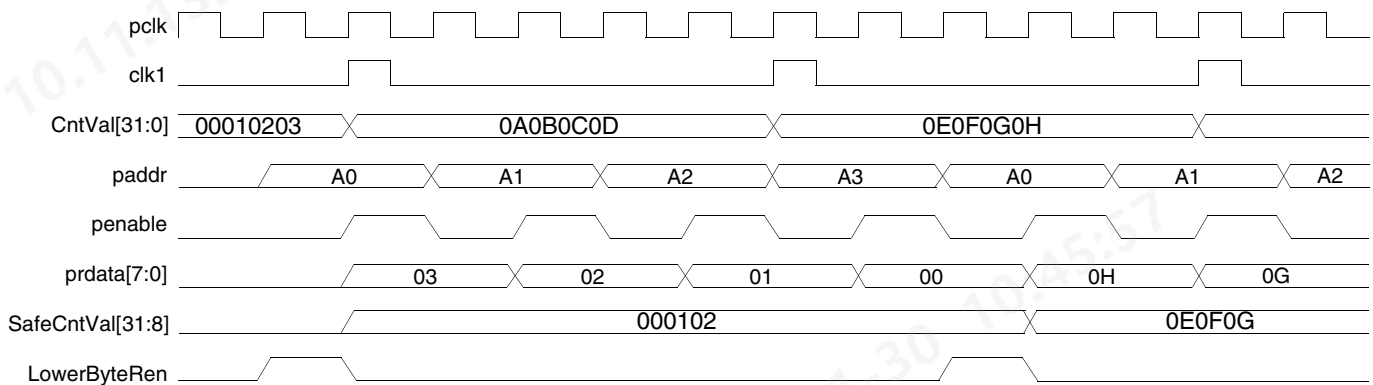 pclk
clk1
CntVal[31:0] 00010203 0A0B0C0D 0E0F0G0H
paddr A0 A1 A2 A3 A0 A1 A2
penable
prdata[7:0] 03 02 01 00 0H 0G
SafeCntVal[31:8] 000102 0E0F0G
LowerByteRen